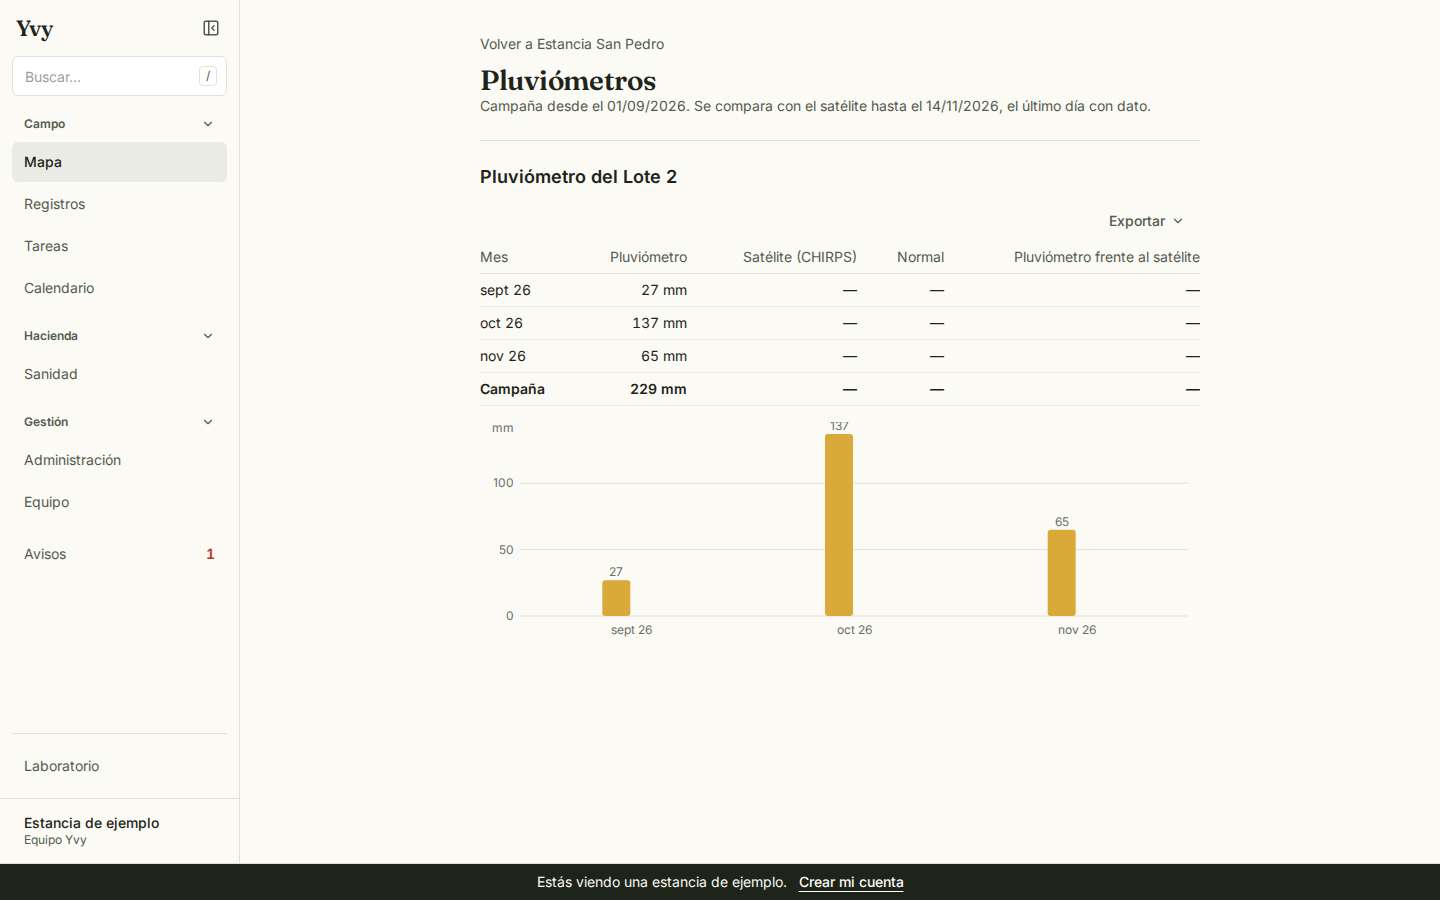 Yvy
Buscar... /
Campo
Mapa
Registros
Tareas
Calendario
Hacienda
Sanidad
Gestión
Administración
Equipo
Avisos 1
Laboratorio
Estancia de ejemplo
Equipo Yvy
Volver a Estancia San Pedro
Pluviómetros
Campaña desde el 01/09/2026. Se compara con el satélite hasta el 14/11/2026, el último día con dato.
Pluviómetro del Lote 2
Exportar
Mes Pluviómetro Satélite (CHIRPS) Normal Pluviómetro frente al satélite
sept 26 27 mm — — —
oct 26 137 mm — — —
nov 26 65 mm — — —
Campaña 229 mm — — —
mm
137
100
65
50
27
0
sept 26 oct 26 nov 26
Estás viendo una estancia de ejemplo. Crear mi cuenta